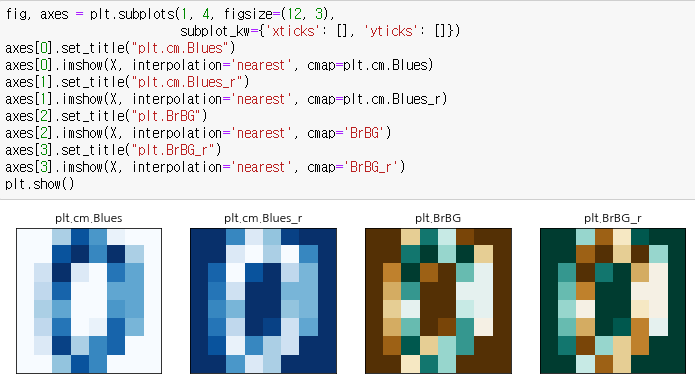 fig, axes = plt.subplots(1, 4, figsize=(12, 3),
                         subplot_kw={'xticks': [], 'yticks': []})
axes[0].set_title("plt.cm.Blues")
axes[0].imshow(X, interpolation='nearest', cmap=plt.cm.Blues)
axes[1].set_title("plt.cm.Blues_r")
axes[1].imshow(X, interpolation='nearest', cmap=plt.cm.Blues_r)
axes[2].set_title("plt.BrBG")
axes[2].imshow(X, interpolation='nearest', cmap='BrBG')
axes[3].set_title("plt.BrBG_r")
axes[3].imshow(X, interpolation='nearest', cmap='BrBG_r')
plt.show()
plt.cm.Blues
plt.cm.Blues_r
plt.BrBG
plt.BrBG_r